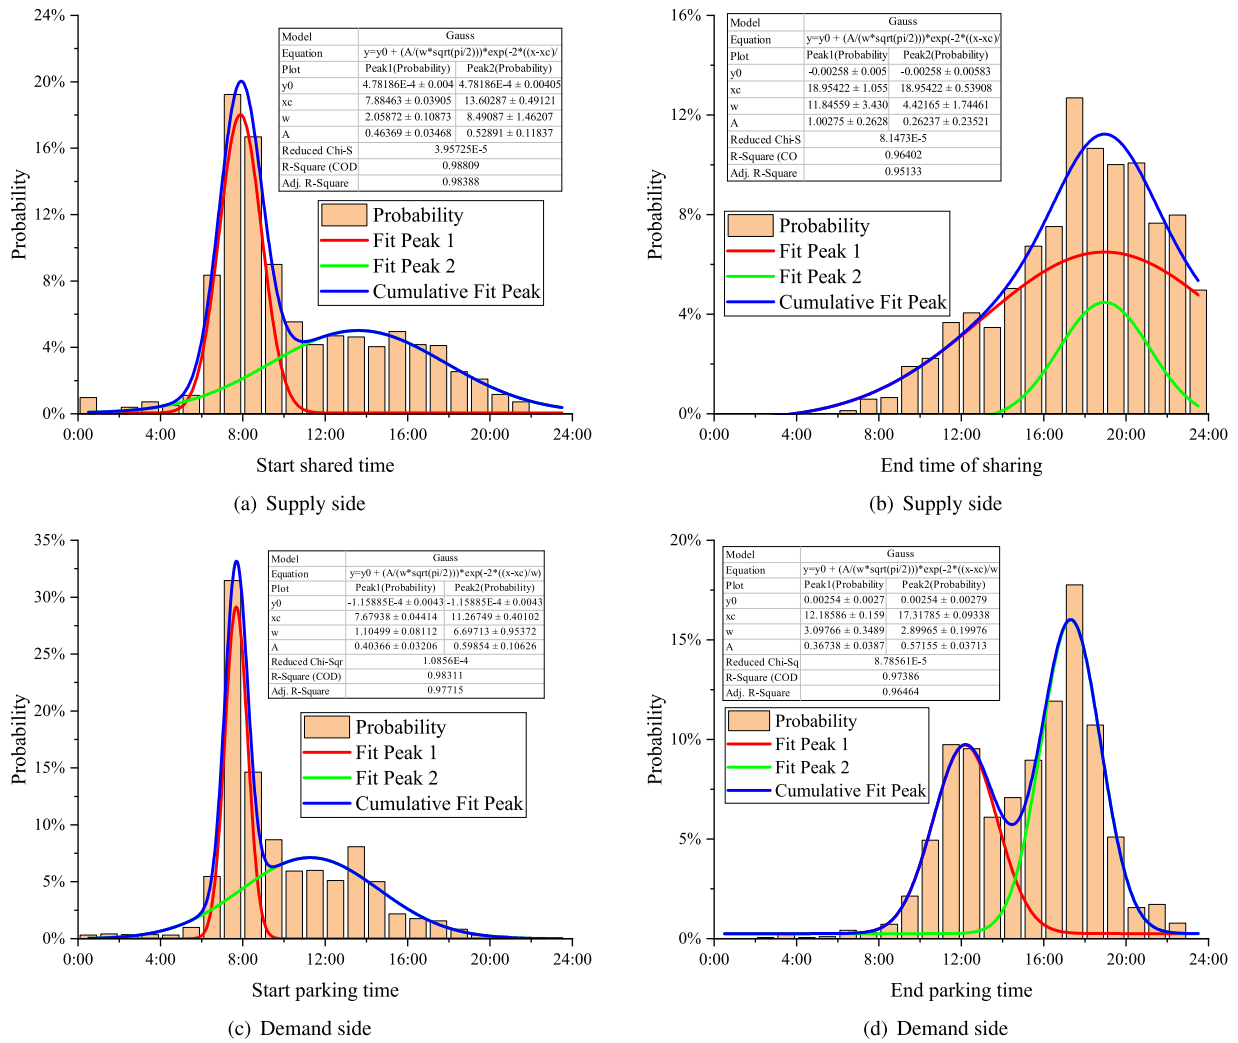 24%
20%
16%
12%
8%
4%
0%
Probability
Model Gauss
Equation y=y0 + (A/(w*sqrt(pi/2)))*exp(-2*((x-xc)/
Plot Peak1(Probability) Peak2(Probability)
y0 4.78186E-4 ± 0.004 4.78186E-4 ± 0.00405
xc 7.88463 ± 0.03905 13.60287 ± 0.49121
w 2.05872 ± 0.10873 8.49087 ± 1.46207
A 0.46369 ± 0.03468 0.52891 ± 0.11837
Reduced Chi-S 3.95725E-5
R-Square (COD 0.98809
Adj. R-Square 0.98388
Probability
Fit Peak 1
Fit Peak 2
Cumulative Fit Peak
0:00 4:00 8:00 12:00 16:00 20:00 24:00
Start shared time
(a) Supply side
16%
12%
8%
4%
0%
Probability
Model Gauss
Equation y=y0 + (A/(w*sqrt(pi/2)))*exp(-2*((x-xc)/
Plot Peak1(Probability Peak2(Probability)
y0 -0.00258 ± 0.005 -0.00258 ± 0.00583
xc 18.95422 ± 1.055 18.95422 ± 0.53908
w 11.84559 ± 3.430 4.42165 ± 1.74461
A 1.00275 ± 0.2628 0.26237 ± 0.23521
Reduced Chi-S 8.1473E-5
R-Square (CO 0.96402
Adj. R-Square 0.95133
Probability
Fit Peak 1
Fit Peak 2
Cumulative Fit Peak
0:00 4:00 8:00 12:00 16:00 20:00 24:00
End time of sharing
(b) Supply side
35%
30%
25%
20%
15%
10%
5%
0%
Probability
Model Gauss
Equation y=y0 + (A/(w*sqrt(pi/2)))*exp(-2*((x-xc)/w)
Plot Peak1(Probability) Peak2(Probability)
y0 -1.15885E-4 ± 0.0043 -1.15885E-4 ± 0.0043
xc 7.67938 ± 0.04414 11.26749 ± 0.40102
w 1.10499 ± 0.08112 6.69713 ± 0.95372
A 0.40366 ± 0.03206 0.59854 ± 0.10626
Reduced Chi-Sqr 1.0856E-4
R-Square (COD) 0.98311
Adj. R-Square 0.97715
Probability
Fit Peak 1
Fit Peak 2
Cumulative Fit Peak
0:00 4:00 8:00 12:00 16:00 20:00 24:00
Start parking time
(c) Demand side
20%
15%
10%
5%
0%
Probability
Model Gauss
Equation y=y0 + (A/(w*sqrt(pi/2)))*exp(-2*((x-xc)/w
Plot Peak1(Probability Peak2(Probability)
y0 0.00254 ± 0.0027 0.00254 ± 0.00279
xc 12.18586 ± 0.159 17.31785 ± 0.09338
w 3.09766 ± 0.3489 2.89965 ± 0.19976
A 0.36738 ± 0.0387 0.57155 ± 0.03713
Reduced Chi-Sq 8.78561E-5
R-Square (COD 0.97386
Adj. R-Square 0.96464
Probability
Fit Peak 1
Fit Peak 2
Cumulative Fit Peak
0:00 4:00 8:00 12:00 16:00 20:00 24:00
End parking time
(d) Demand side